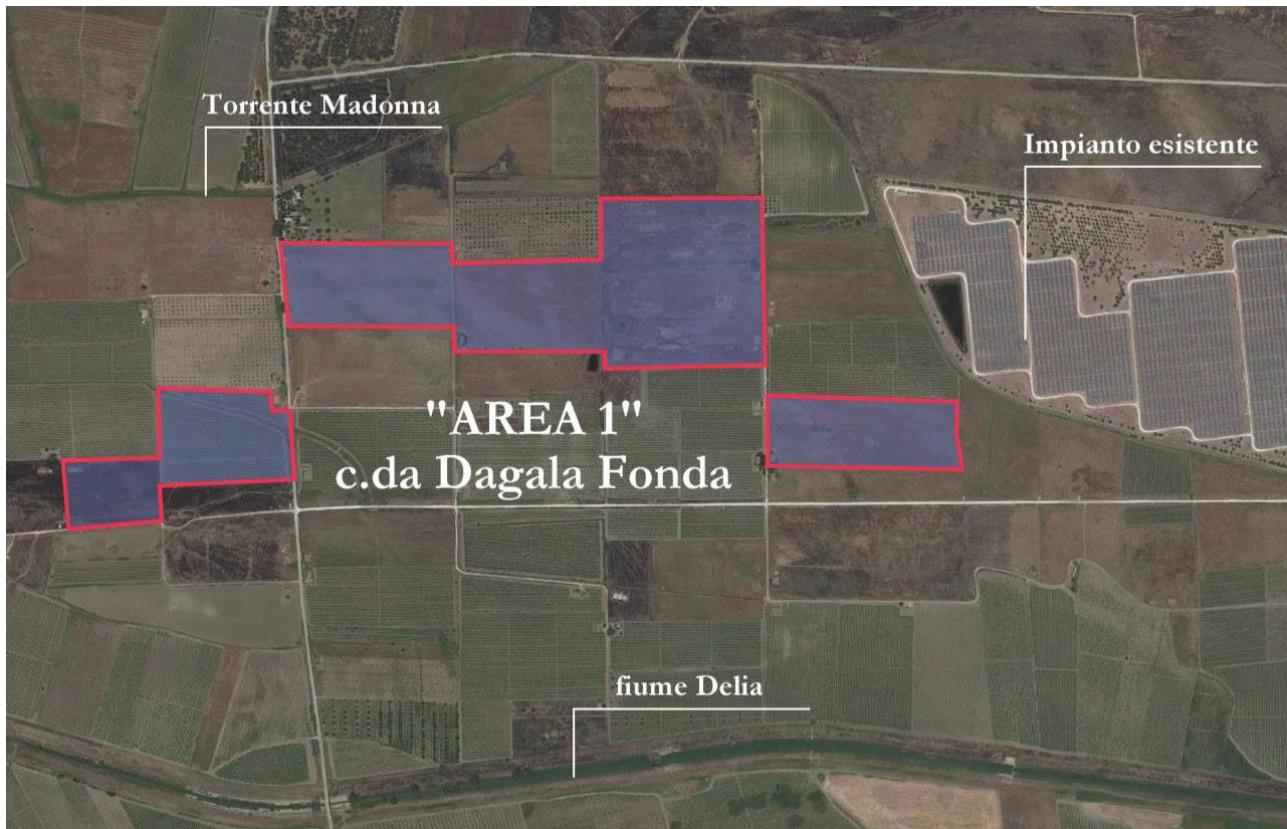 Torrente Madonna
Impianto esistente
"AREA 1"
c.da Dagala Fonda
fiume Delia